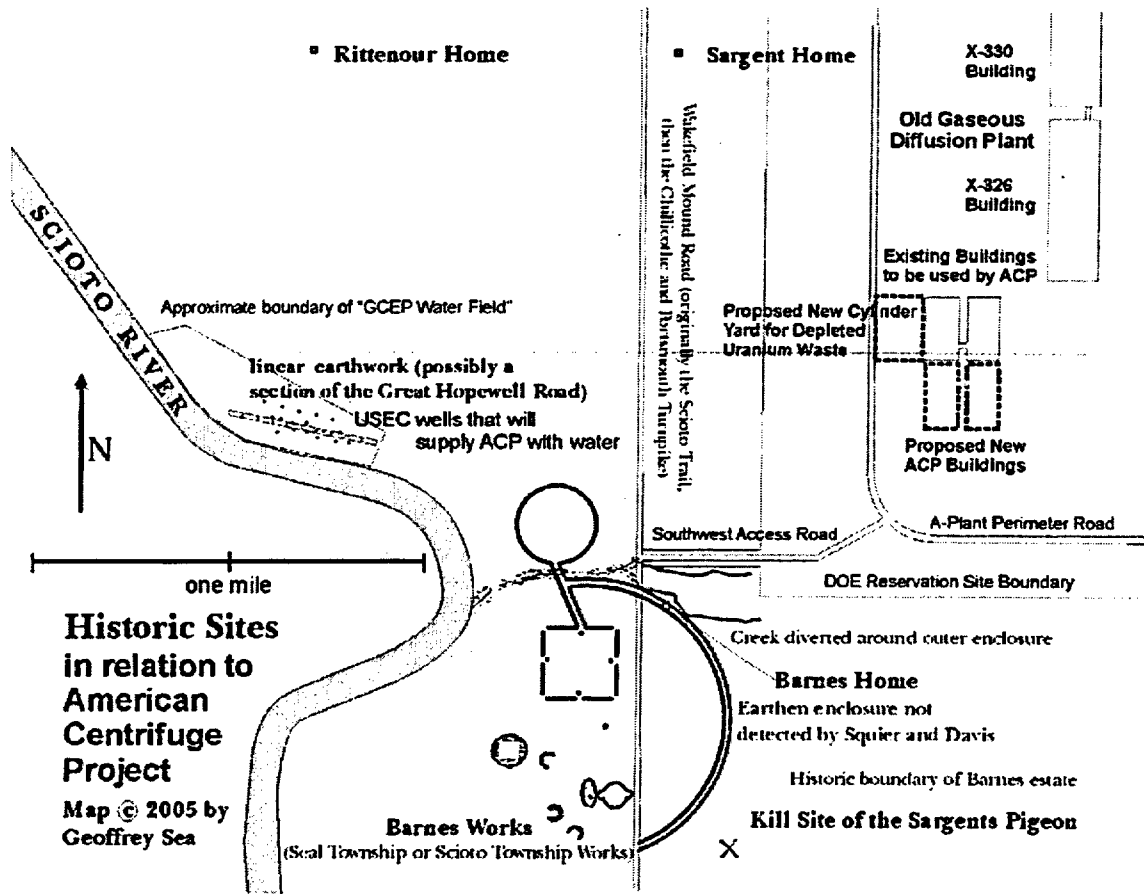 Rittenour Home
Sargent Home
X-330
Building
Old Gaseous
Diffusion Plant
X-326
Building
Existing Buildings
to be used by ACP
Wakefield Mound Road (originally the Scioto Trail,
then the Chillicothe and Portsmouth Turnpike)
SCIOTO RIVER
Approximate boundary of "GCEP Water Field"
Proposed New Cylinder
Yard for Depleted
Uranium Waste
linear earthwork (possibly a
section of the Great Hopewell Road)
USEC wells that will
supply ACP with water
N
Proposed New
ACP Buildings
Southwest Access Road
A-Plant Perimeter Road
one mile
DOE Reservation Site Boundary
Historic Sites
in relation to
American
Centrifuge
Project
Map © 2005 by
Geoffrey Sea
Creek diverted around outer enclosure
Barnes Home
Earthen enclosure not
detected by Squier and Davis
Historic boundary of Barnes estate
Barnes Works
(Seal Township or Scioto Township Works)
Kill Site of the Sargents Pigeon
X